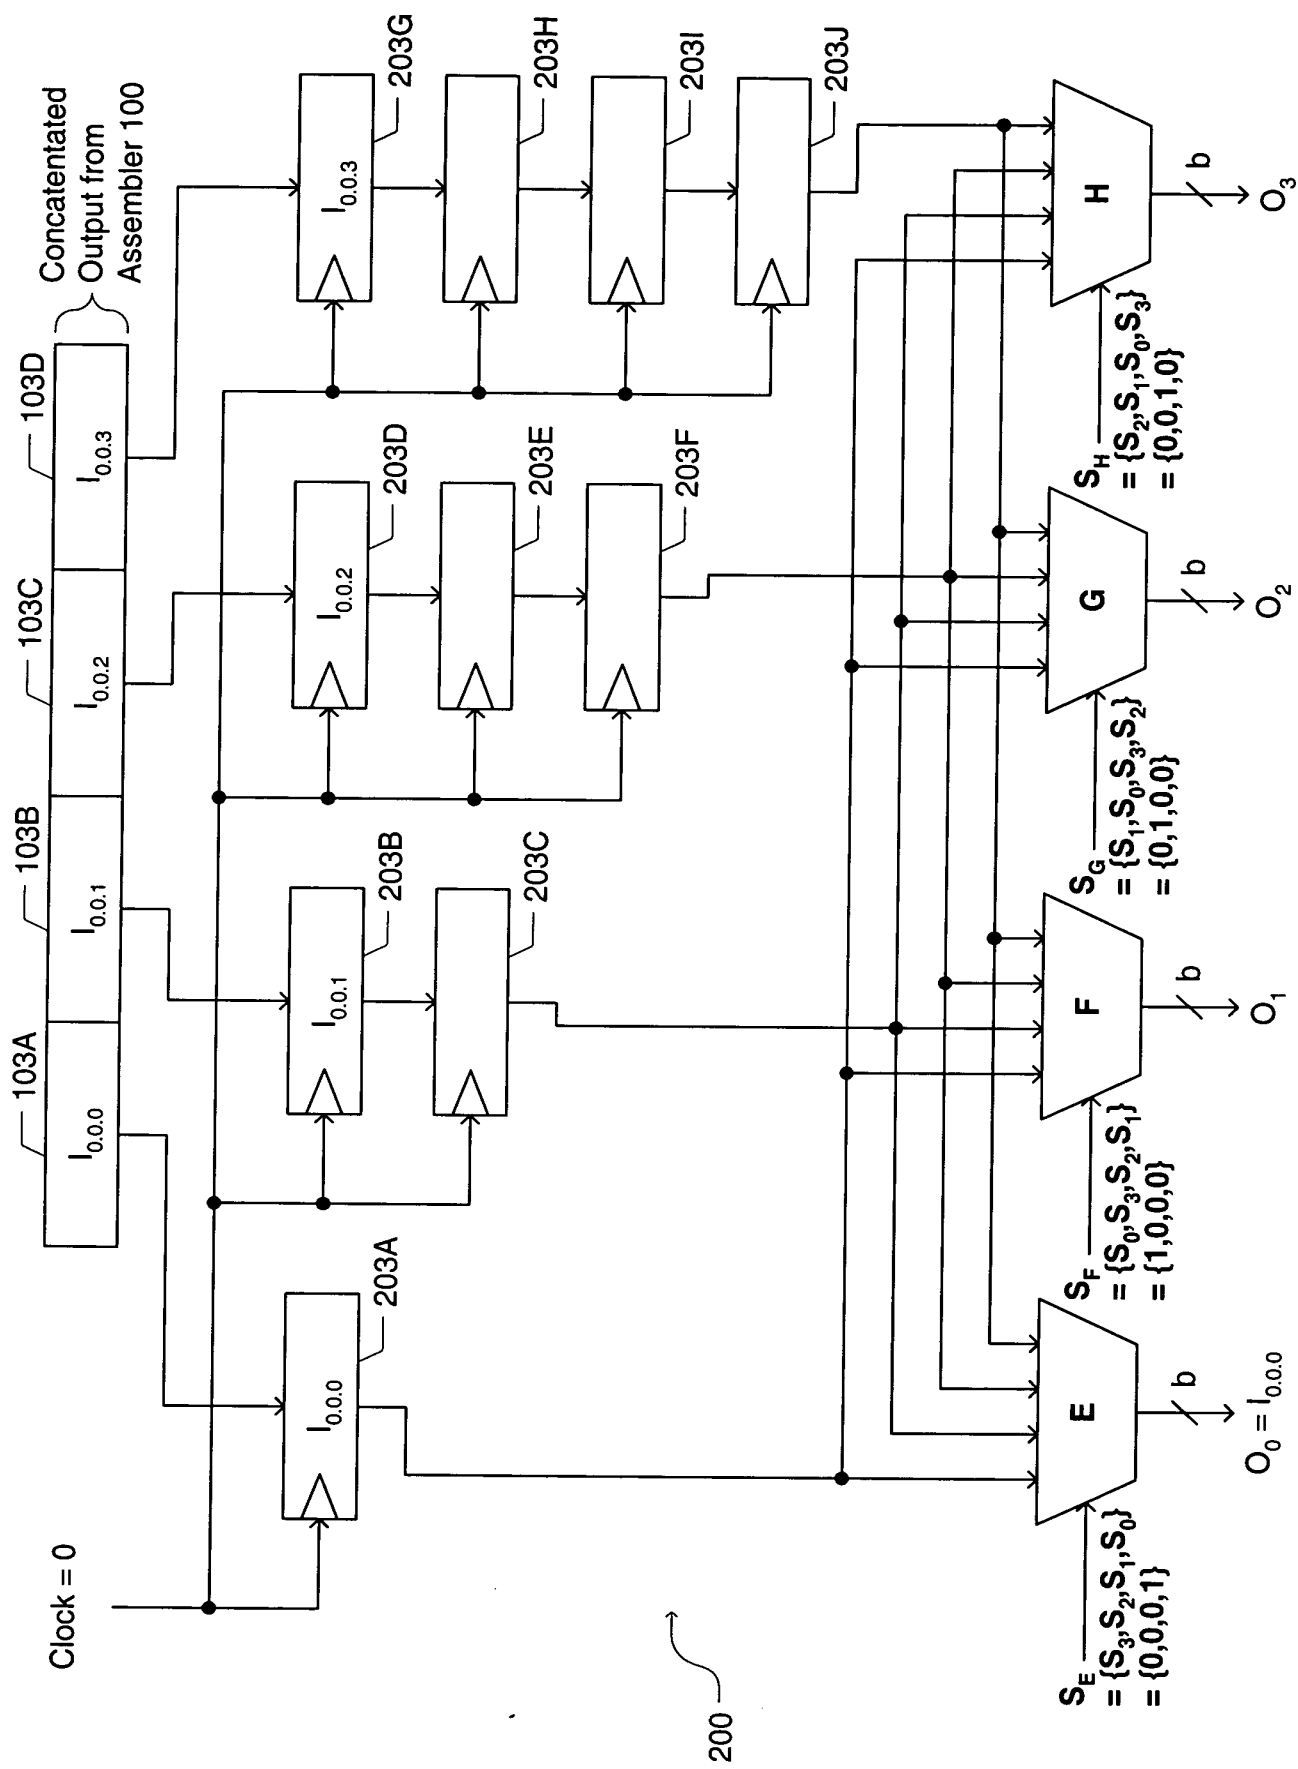 Clock = 0
Concatentated
Output from
Assembler 100
103A
103B
103C
103D
I0.0.0
I0.0.1
I0.0.2
I0.0.3
I0.0.0
203A
I0.0.1
203B
203C
I0.0.2
203D
203E
203F
I0.0.3
203G
203H
203I
203J
E
F
G
H
SE
= {S3,S2,S1,S0}
= {0,0,0,1}
SF
= {S0,S3,S2,S1}
= {1,0,0,0}
SG
= {S1,S0,S3,S2}
= {0,1,0,0}
SH
= {S2,S1,S0,S3}
= {0,0,1,0}
b
b
b
b
O0 = I0.0.0
O1
O2
O3
200